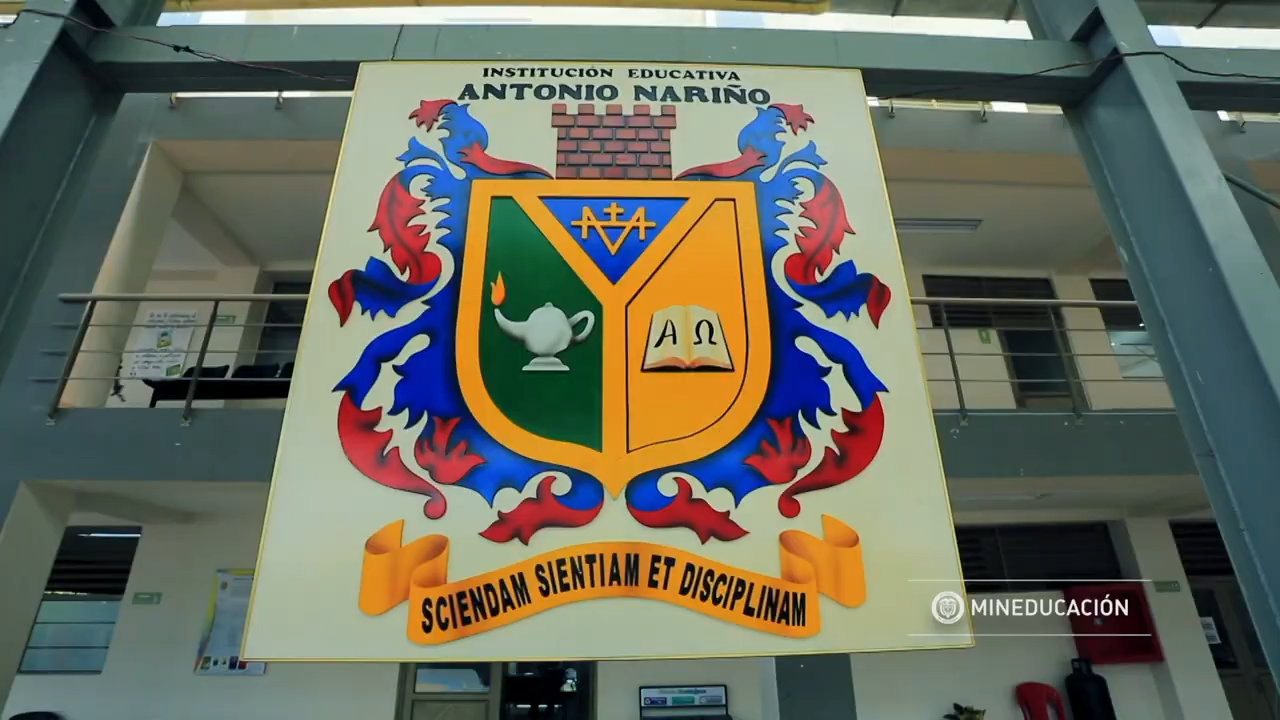 INSTITUCIÓN EDUCATIVA
ANTONIO NARIÑO
A Ω
SCIENDAM SIENTIAM ET DISCIPLINAM
MINEDUCACIÓN